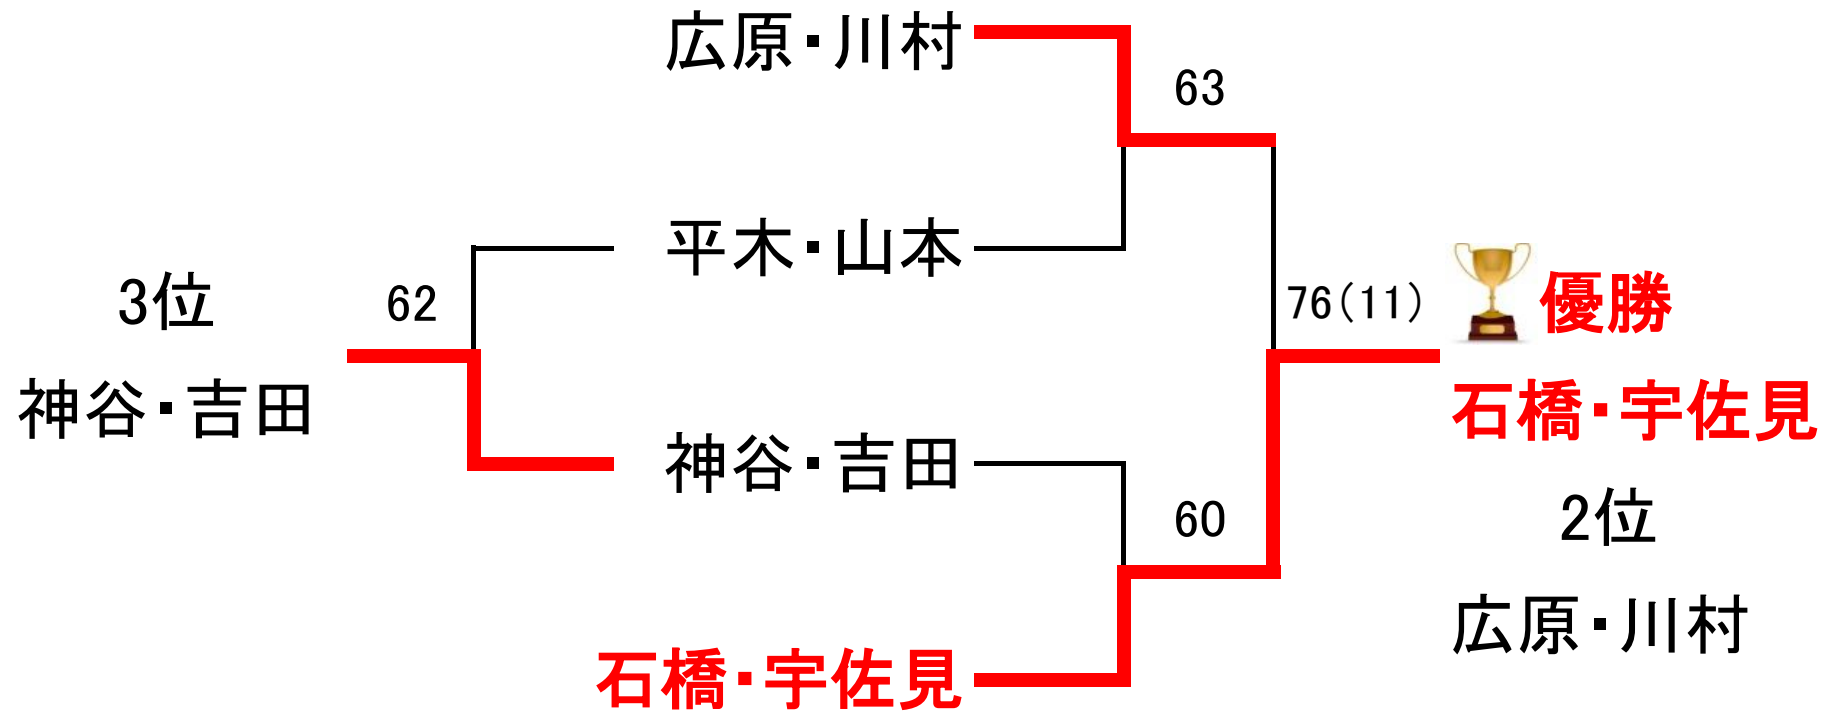 広原・川村
63
平木・山本
3位
62
76(11)
優勝
神谷・吉田
石橋・宇佐見
神谷・吉田
60
2位
広原・川村
石橋・宇佐見